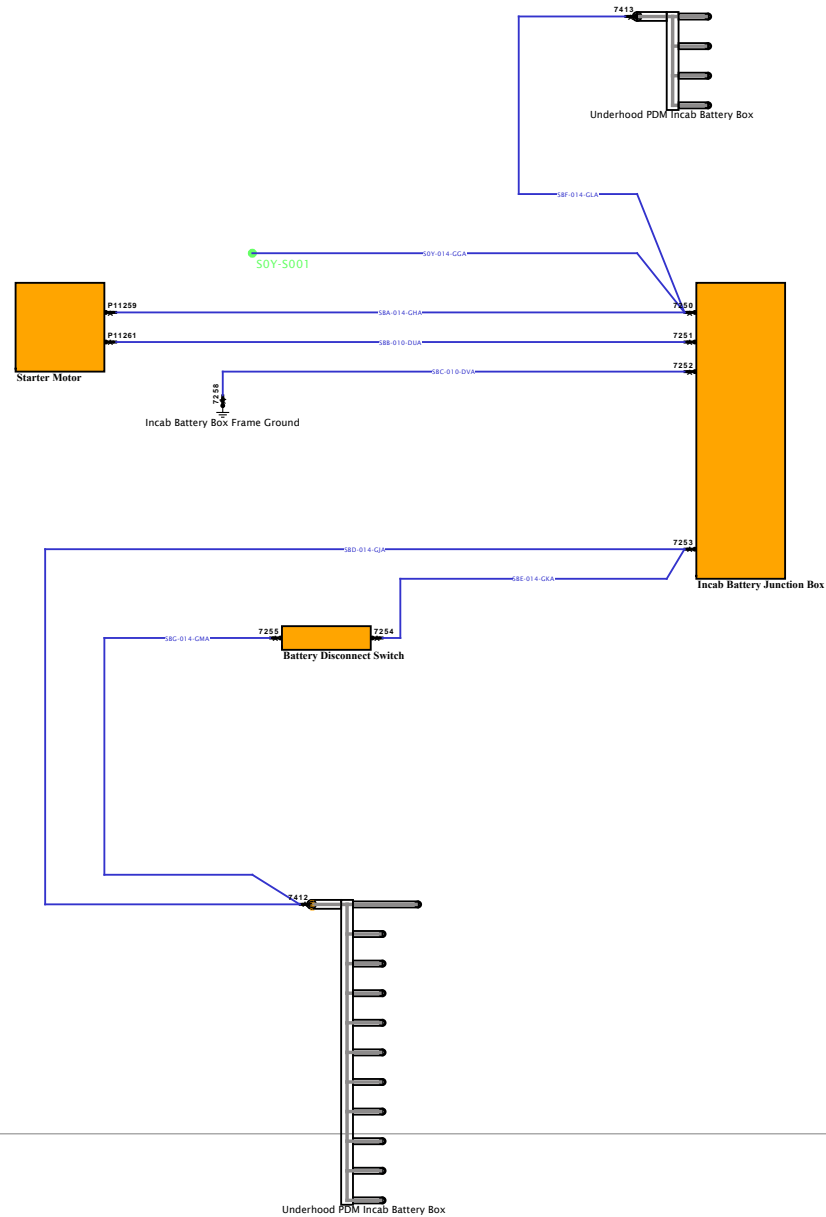 7413
Underhood PDM Incab Battery Box
SBF-014-GLA
S0Y-014-GGA
S0Y-S001
P11259
SBA-014-GHA
7250
P11261
SBB-010-DUA
7251
SBC-010-DVA
7252
Starter Motor
7258
Incab Battery Box Frame Ground
7253
SBD-014-GJA
SBE-014-GKA
Incab Battery Junction Box
SBG-014-GMA
7255
7254
Battery Disconnect Switch
7412
Underhood PDM Incab Battery Box